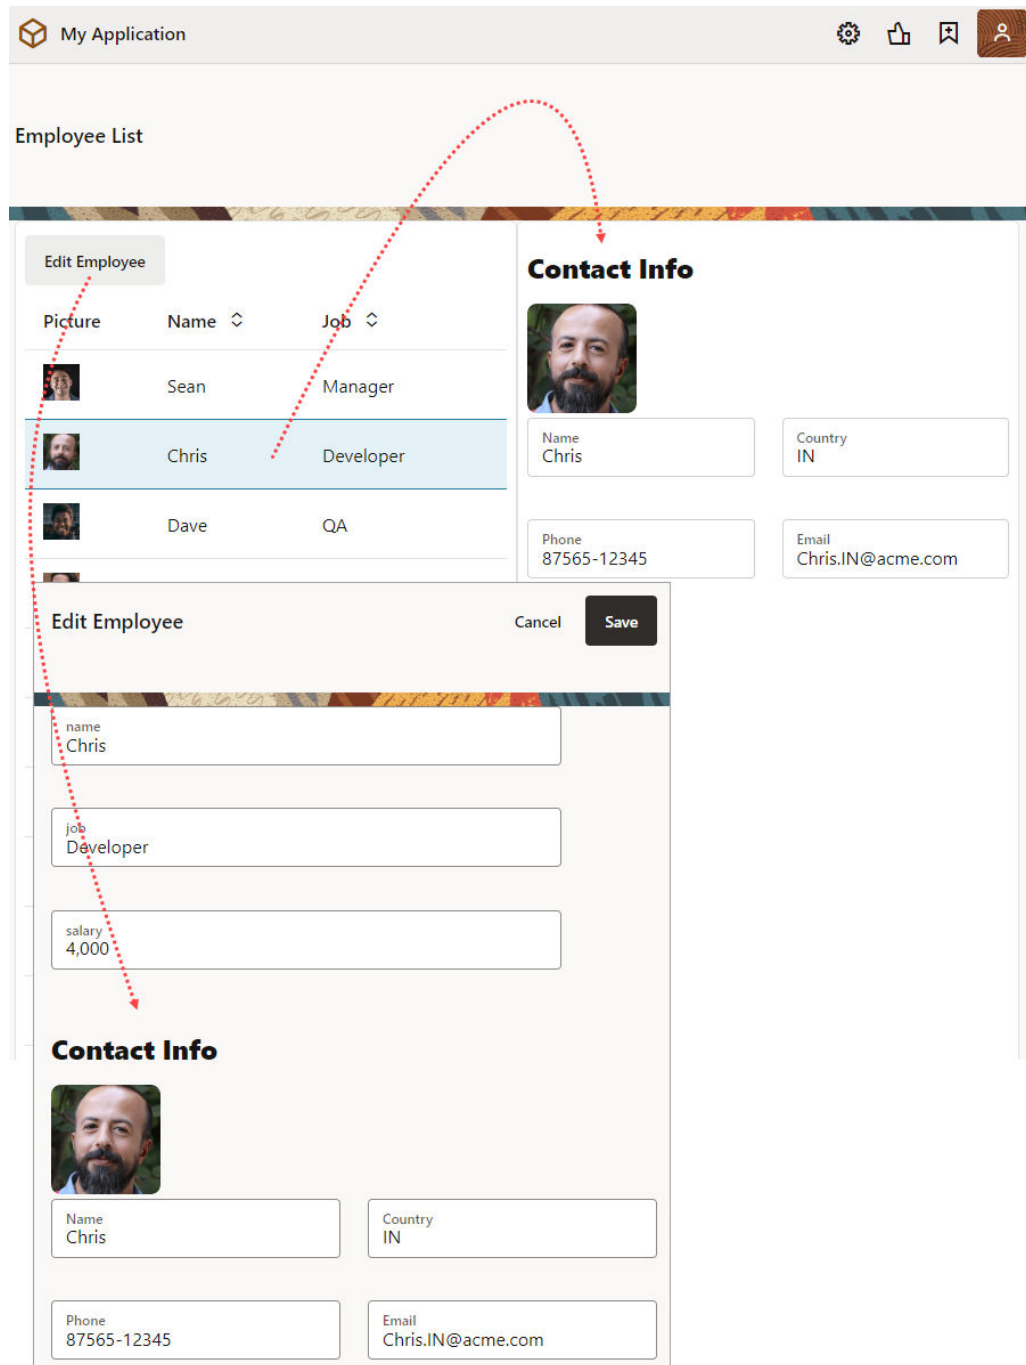 My Application
Employee List
Edit Employee
Picture Name Job
Sean Manager
Chris Developer
Dave QA
Contact Info
Name
Chris
Country
IN
Phone
87565-12345
Email
Chris.IN@acme.com
Edit Employee Cancel Save
name
Chris
job
Developer
salary
4,000
Contact Info
Name
Chris
Country
IN
Phone
87565-12345
Email
Chris.IN@acme.com